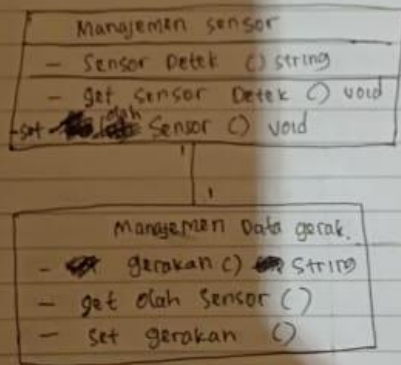 Manajemen sensor
- Sensor Detek () string
- get Sensor Detek () void
- set olah Sensor () void
1
1
Manajemen Data gerak.
- gerakan () String
- get olah Sensor ()
- set gerakan ()